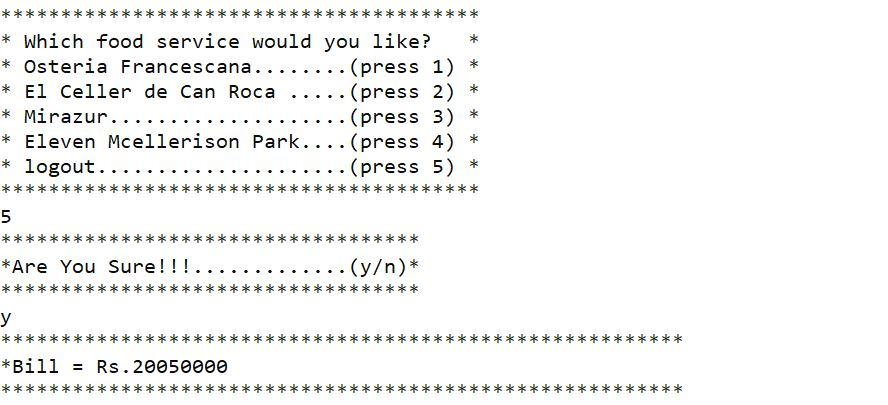 ****************************************
* Which food service would you like?   *
* Osteria Francescana........(press 1) *
* El Celler de Can Roca .....(press 2) *
* Mirazur....................(press 3) *
* Eleven Mcellerison Park....(press 4) *
* logout.....................(press 5) *
****************************************
5
***********************************
*Are You Sure!!!.............(y/n)*
***********************************
y
*********************************************************
*Bill = Rs.20050000
*********************************************************